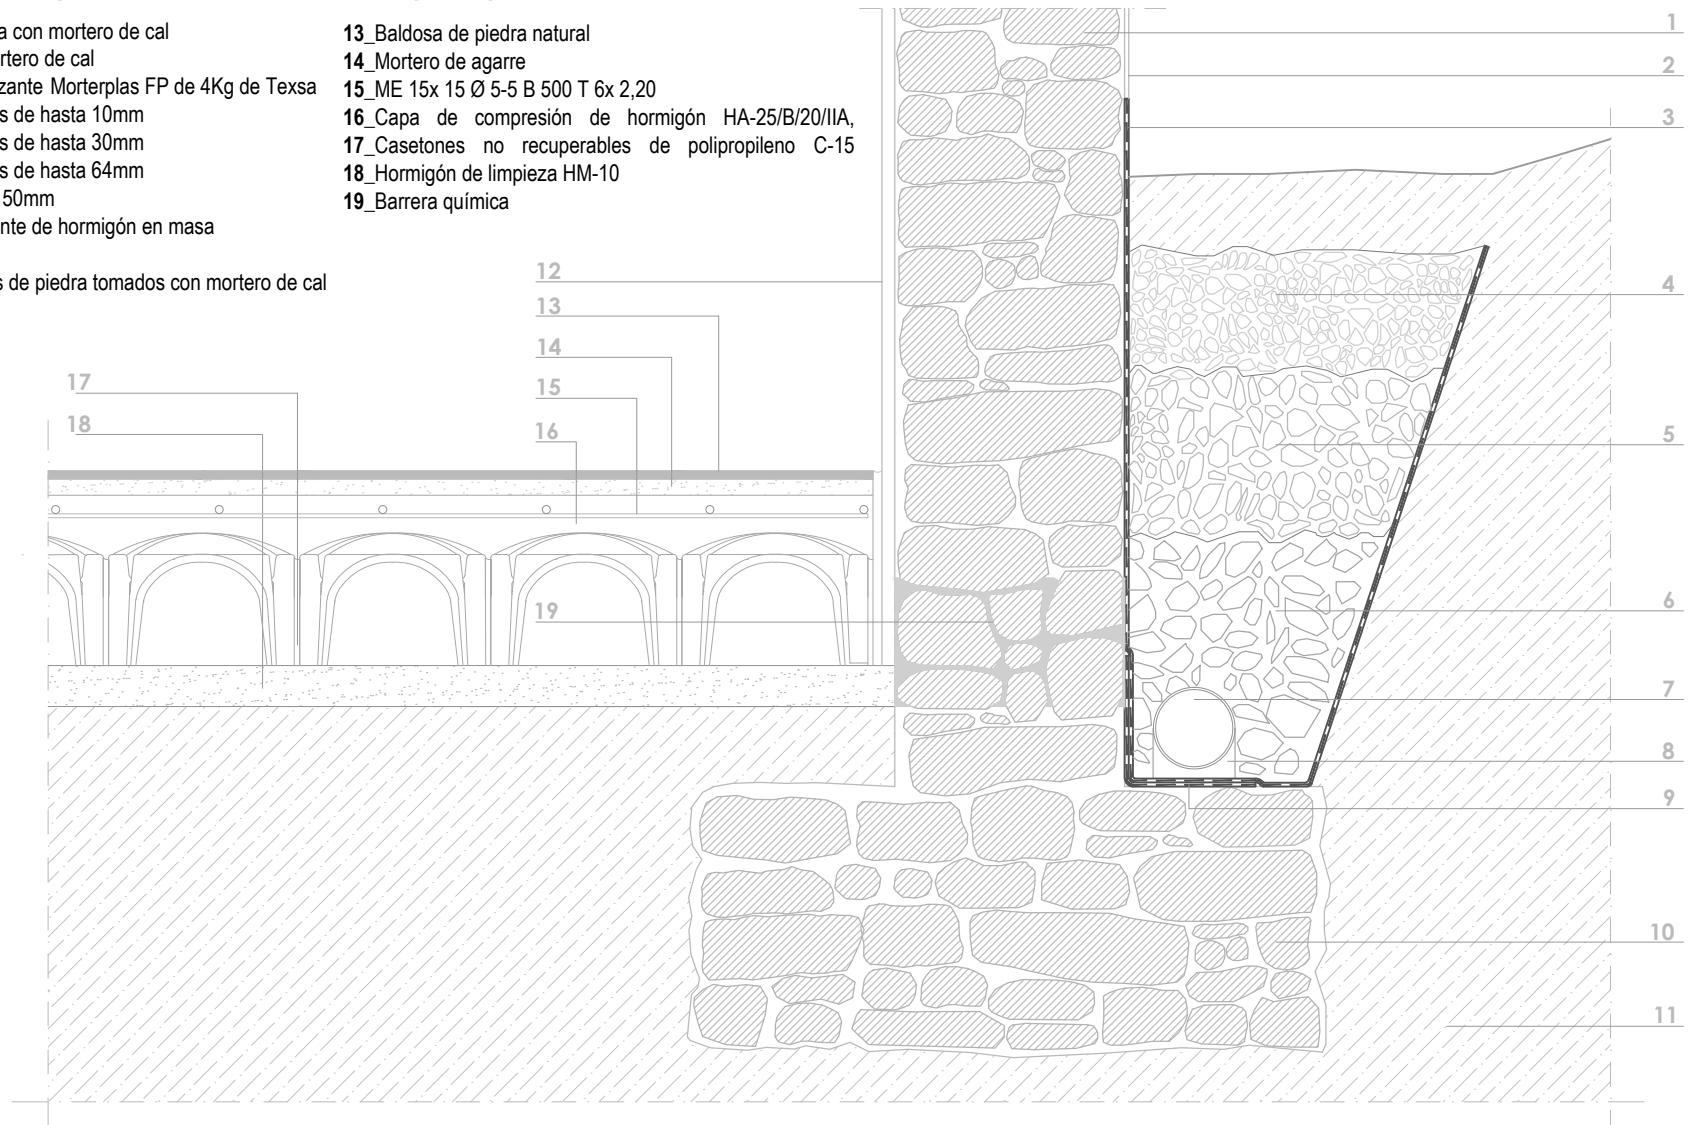 a con mortero de cal
rtero de cal
zante Morterplas FP de 4Kg de Texsa
s de hasta 10mm
s de hasta 30mm
s de hasta 64mm
50mm
nte de hormigón en masa
s de piedra tomados con mortero de cal
13_Baldosa de piedra natural
14_Mortero de agarre
15_ME 15x 15 Ø 5-5 B 500 T 6x 2,20
16_Capa de compresión de hormigón HA-25/B/20/IIA,
17_Casetones no recuperables de polipropileno C-15
18_Hormigón de limpieza HM-10
19_Barrera química
12
13
14
15
16
17
18
19
1
2
3
4
5
6
7
8
9
10
11